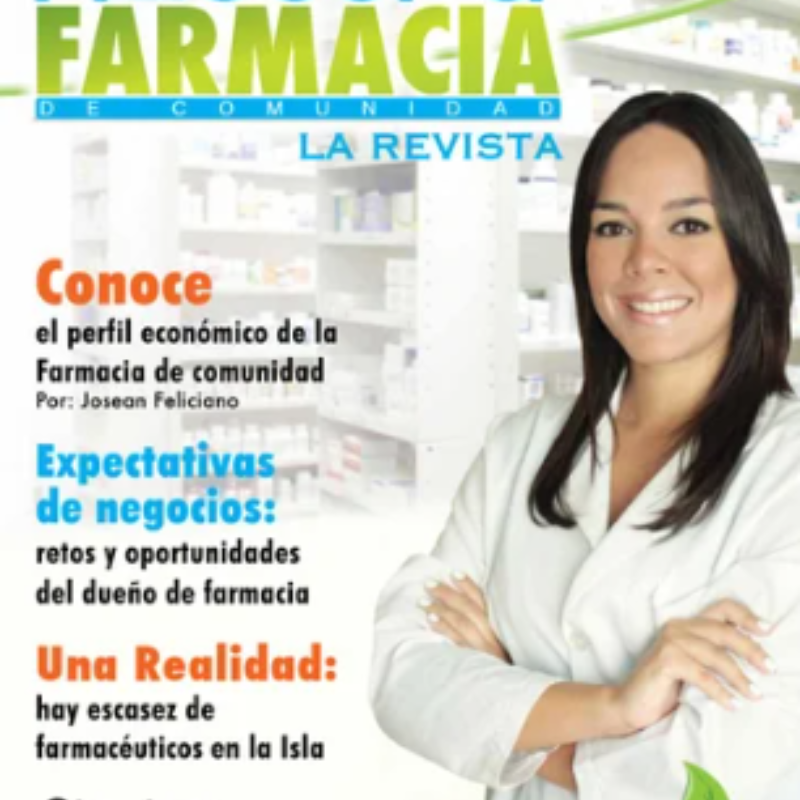 FARMACIA
DE COMUNIDAD
LA REVISTA
Conoce
el perfil económico de la
Farmacia de comunidad
Por: Josean Feliciano
Expectativas
de negocios:
retos y oportunidades
del dueño de farmacia
Una Realidad:
hay escasez de
farmacéuticos en la Isla